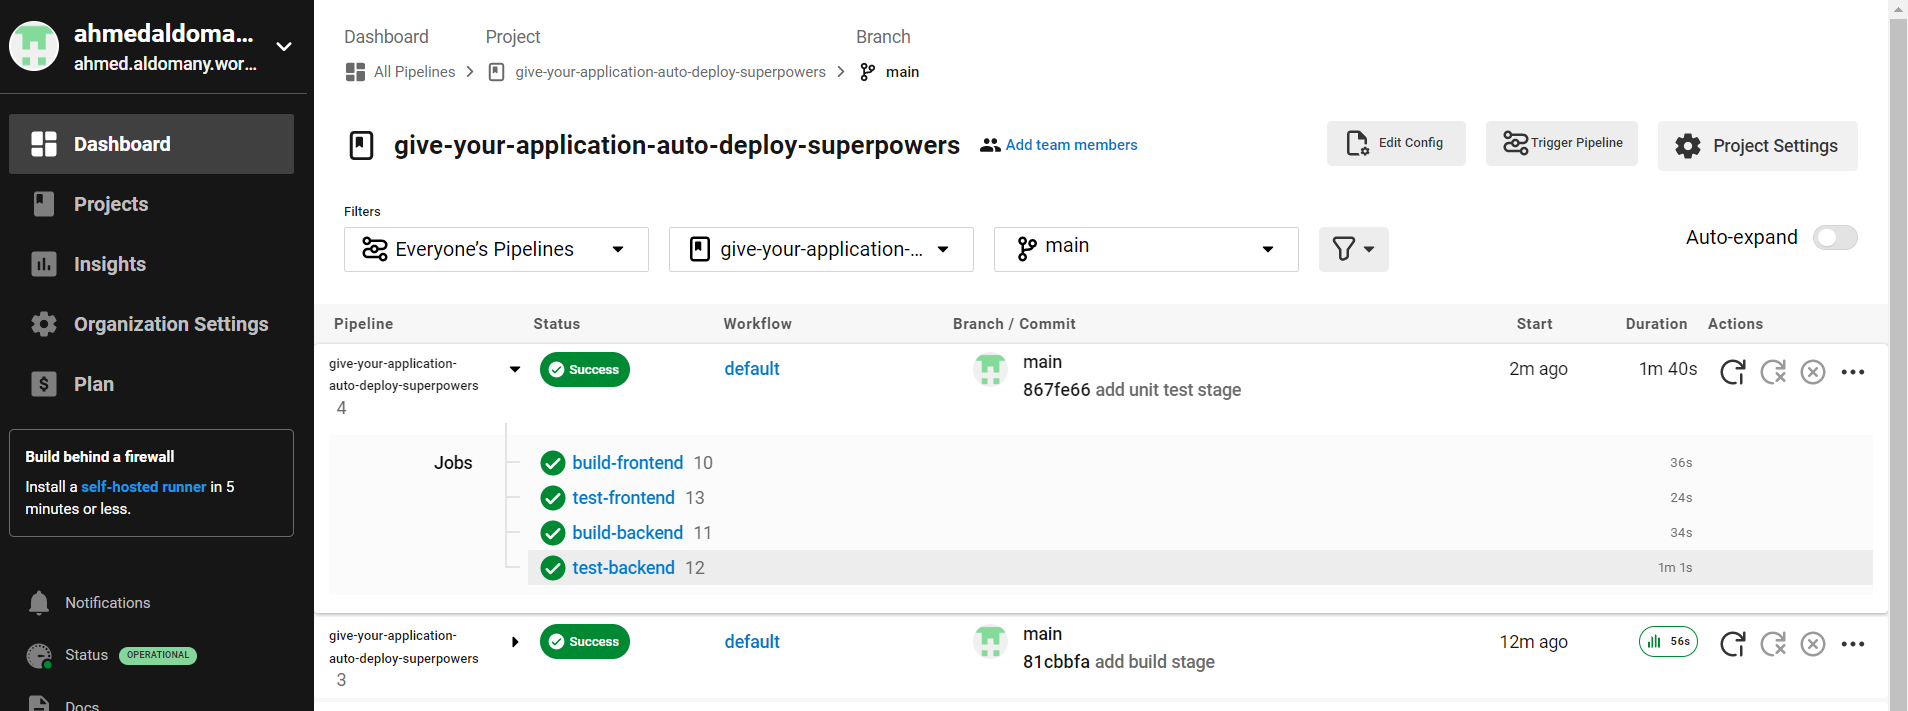 ahmedaldoma...
ahmed.aldomany.wor...
Dashboard
Projects
Insights
Organization Settings
Plan
Build behind a firewall
Install a self-hosted runner in 5
minutes or less.
Notifications
Status OPERATIONAL
Docs
Dashboard Project Branch
All Pipelines give-your-application-auto-deploy-superpowers main
give-your-application-auto-deploy-superpowers Add team members
Edit Config Trigger Pipeline Project Settings
Filters
Everyone’s Pipelines give-your-application-... main
Auto-expand
Pipeline Status Workflow Branch / Commit Start Duration Actions
give-your-application-
auto-deploy-superpowers
4
Success default
main
867fe66 add unit test stage
2m ago 1m 40s
Jobs
build-frontend 10 36s
test-frontend 13 24s
build-backend 11 34s
test-backend 12 1m 1s
give-your-application-
auto-deploy-superpowers
3
Success default
main
81cbbfa add build stage
12m ago 56s